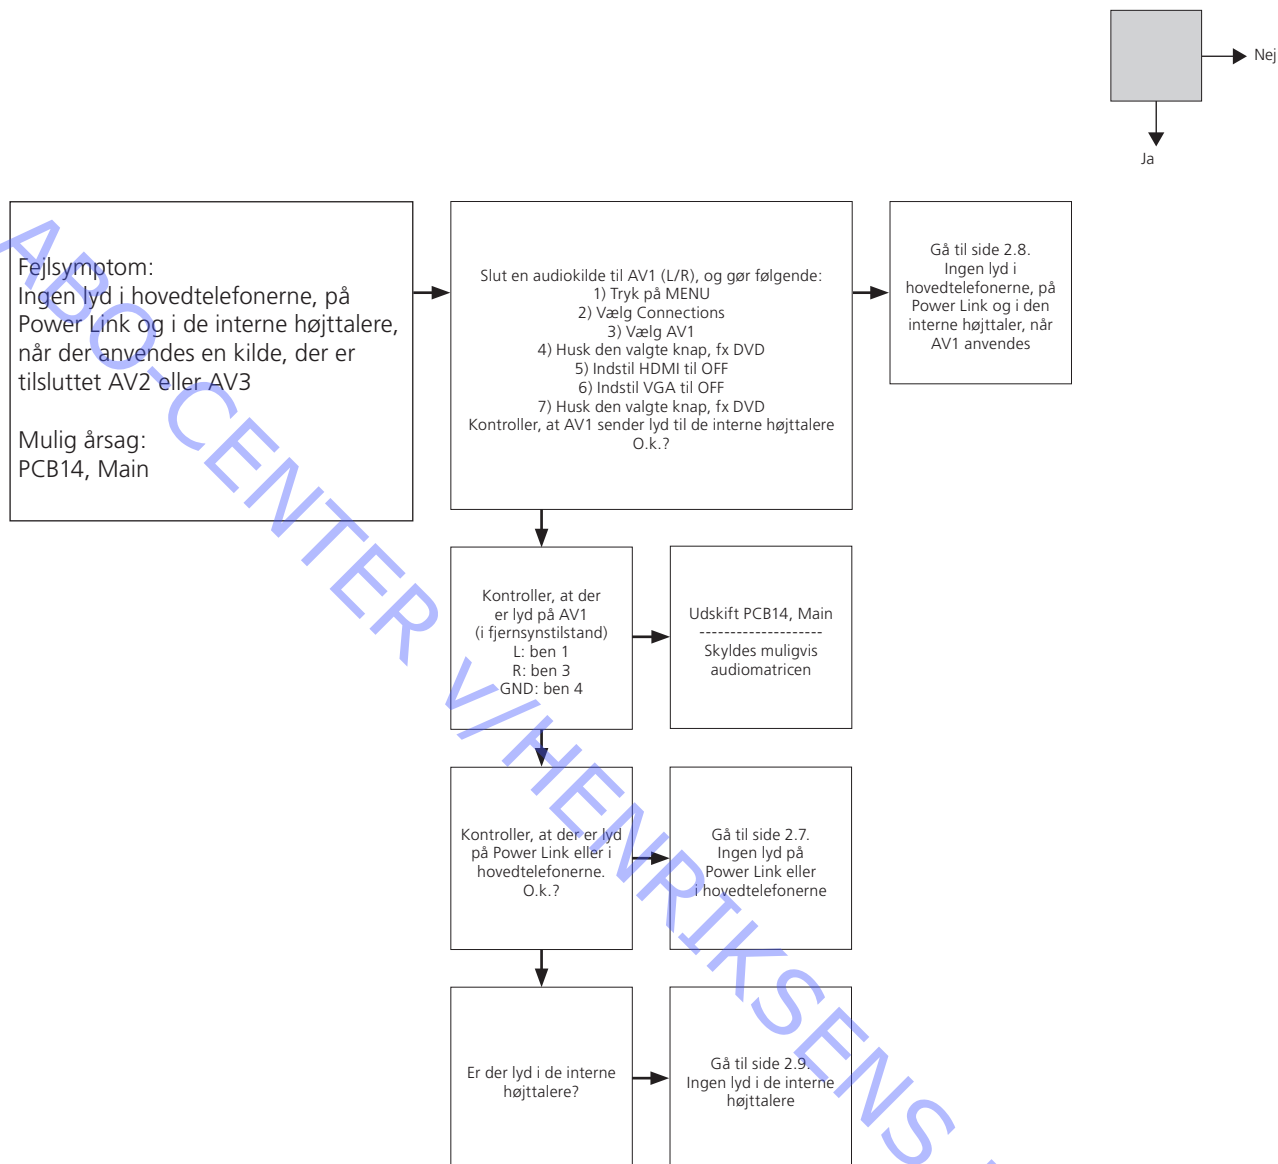 Nej
Ja
Fejlsymptom:
Ingen lyd i hovedtelefonerne, på
Power Link og i de interne højttalere,
når der anvendes en kilde, der er
tilsluttet AV2 eller AV3
Mulig årsag:
PCB14, Main
Slut en audiokilde til AV1 (L/R), og gør følgende:
1) Tryk på MENU
2) Vælg Connections
3) Vælg AV1
4) Husk den valgte knap, fx DVD
5) Indstil HDMI til OFF
6) Indstil VGA til OFF
7) Husk den valgte knap, fx DVD
Kontroller, at AV1 sender lyd til de interne højttalere
O.k.?
Gå til side 2.8.
Ingen lyd i
hovedtelefonerne, på
Power Link og i den
interne højttaler, når
AV1 anvendes
Kontroller, at der
er lyd på AV1
(i fjernsynstilstand)
L: ben 1
R: ben 3
GND: ben 4
Udskift PCB14, Main
--------------------
Skyldes muligvis
audiomatricen
Kontroller, at der er lyd
på Power Link eller i
hovedtelefonerne.
O.k.?
Gå til side 2.7.
Ingen lyd på
Power Link eller
i hovedtelefonerne
Er der lyd i de interne
højttalere?
Gå til side 2.9.
Ingen lyd i de interne
højttalere
ABO-CENTER v/HENRIKSENS